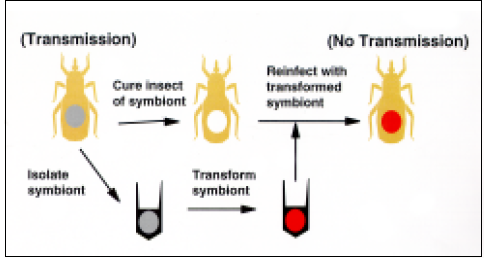 (Transmission)
(No Transmission)
Cure insect
of symbiont
Reinfect with
transformed
symbiont
Isolate
symbiont
Transform
symbiont